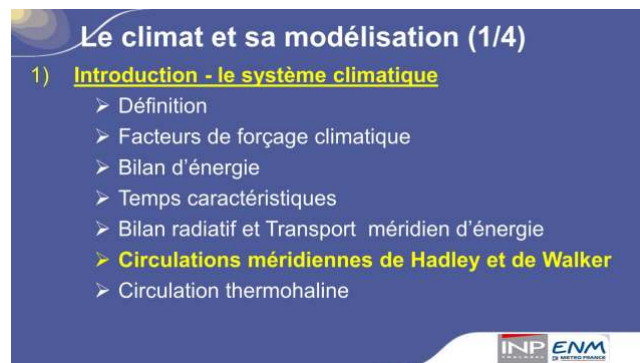 Le climat et sa modélisation (1/4)
1) Introduction - le système climatique
➢ Définition
➢ Facteurs de forçage climatique
➢ Bilan d'énergie
➢ Temps caractéristiques
➢ Bilan radiatif et Transport méridien d'énergie
➢ Circulations méridiennes de Hadley et de Walker
➢ Circulation thermohaline
INP ENM
METEO FRANCE